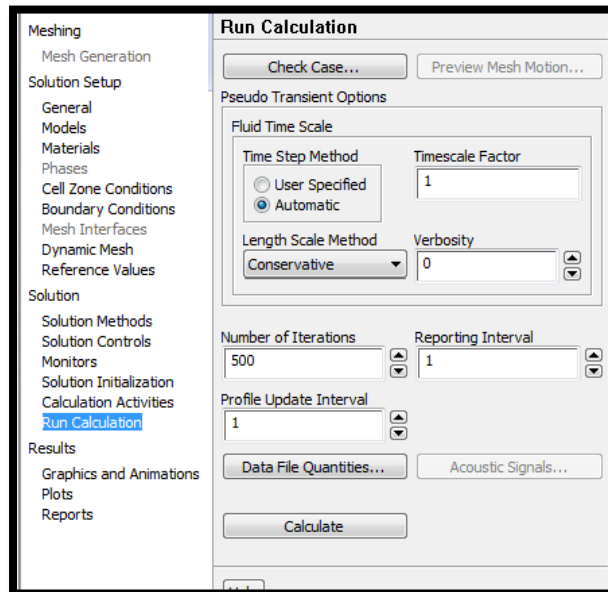 Meshing
Mesh Generation
Solution Setup
General
Models
Materials
Phases
Cell Zone Conditions
Boundary Conditions
Mesh Interfaces
Dynamic Mesh
Reference Values
Solution
Solution Methods
Solution Controls
Monitors
Solution Initialization
Calculation Activities
Run Calculation
Results
Graphics and Animations
Plots
Reports
Run Calculation
Check Case... Preview Mesh Motion...
Pseudo Transient Options
Fluid Time Scale
Time Step Method Timescale Factor
User Specified 1
Automatic
Length Scale Method Verbosity
Conservative 0
Number of Iterations Reporting Interval
500 1
Profile Update Interval
1
Data File Quantities... Acoustic Signals...
Calculate